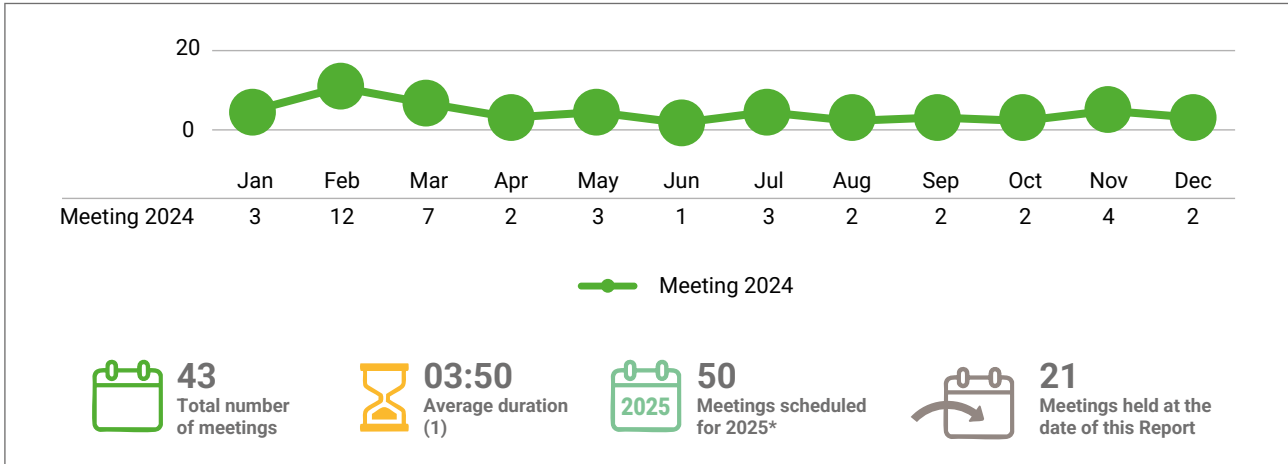 20
0
Jan Feb Mar Apr May Jun Jul Aug Sep Oct Nov Dec
Meeting 2024 3 12 7 2 3 1 3 2 2 2 4 2
Meeting 2024
43
Total number
of meetings
03:50
Average duration
(1)
2025
50
Meetings scheduled
for 2025*
21
Meetings held at the
date of this Report